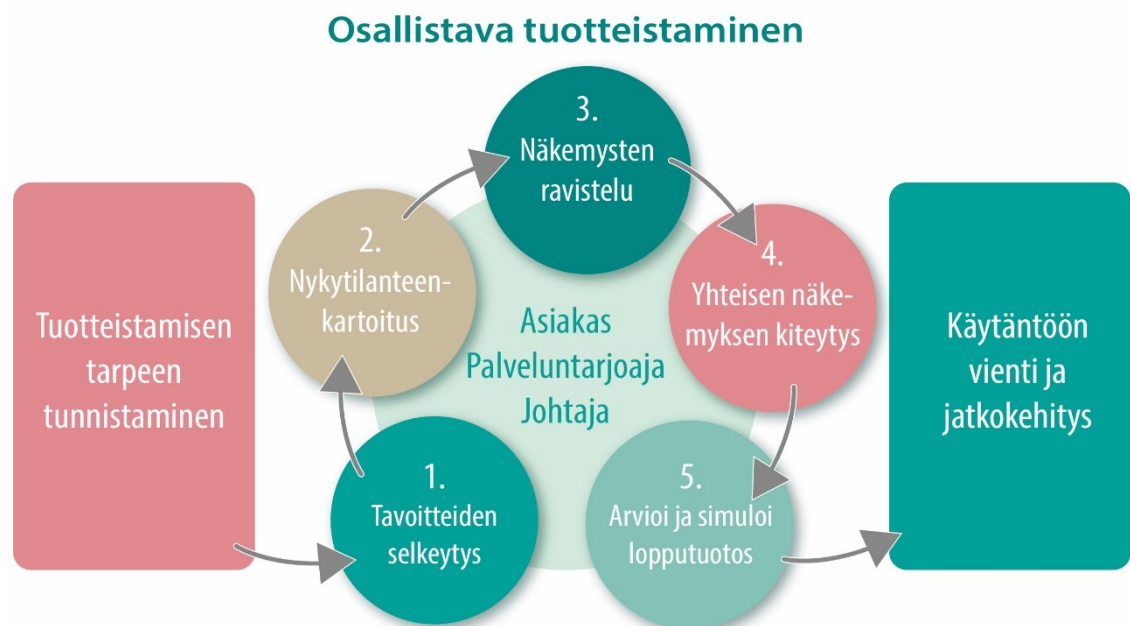 Osallistava tuotteistaminen
Tuotteistamisen
tarpeen
tunnistaminen
1.
Tavoitteiden
selkeytys
2.
Nykytilanteen-
kartoitus
3.
Näkemysten
ravistelu
4.
Yhteisen näke-
myksen kiteytys
5.
Arvioi ja simuloi
lopputuotos
Asiakas
Palveluntarjoaja
Johtaja
Käytäntöön
vienti ja
jatkokehitys